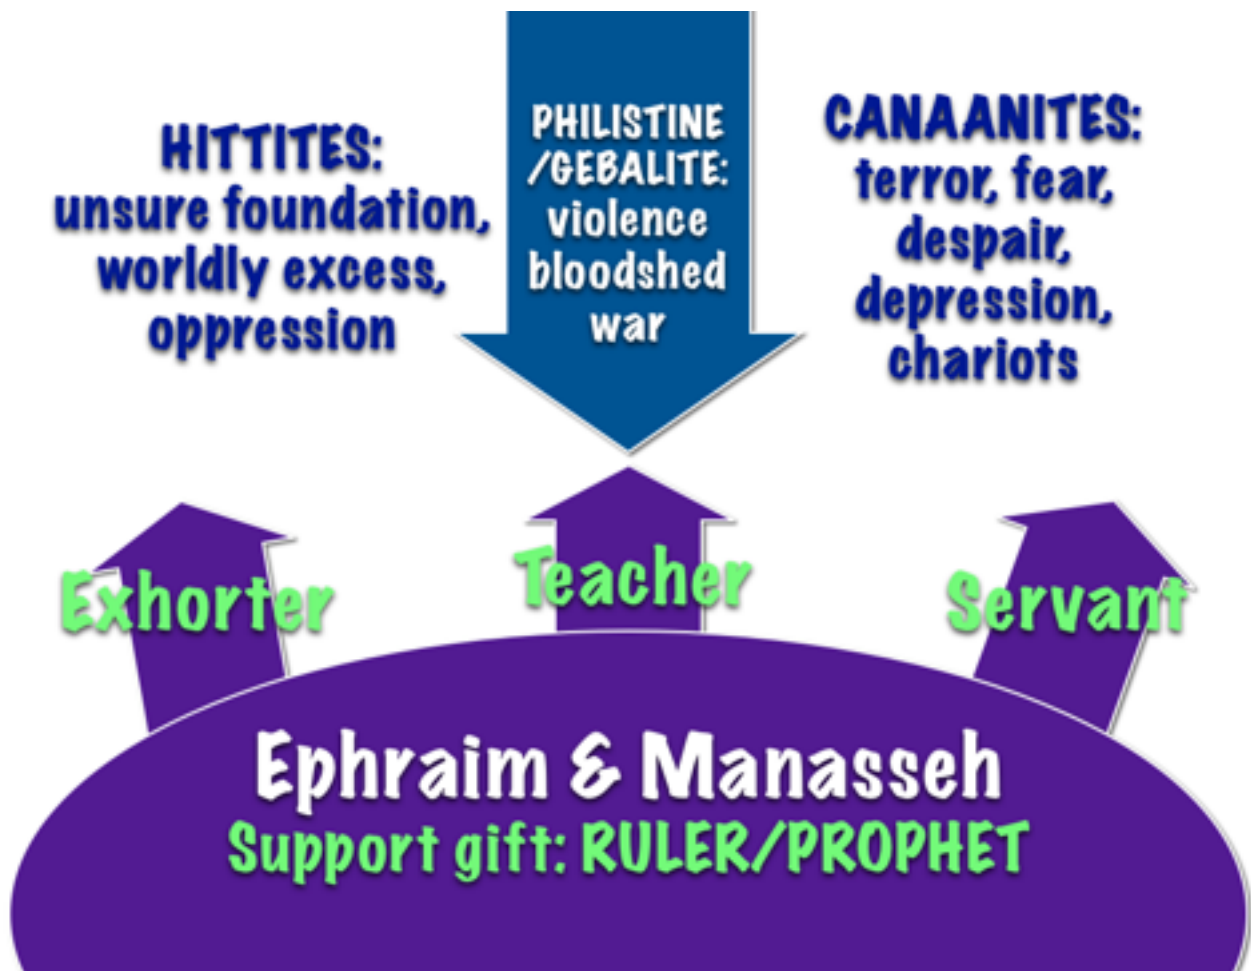 HITTITES:
unsure foundation,
worldly excess,
oppression
PHILISTINE
/GEBALITE:
violence
bloodshed
war
CANAANITES:
terror, fear,
despair,
depression,
chariots
Exhorter
Teacher
Servant
Ephraim & Manasseh
Support gift: RULER/PROPHET